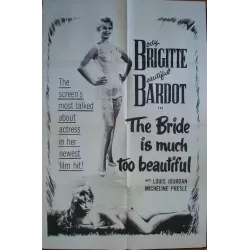 Body
BRIGITTE
Beautiful
BARDOT
in
The
screen's
most talked
about
actress
in her
newest
film hit!
The Bride
is much
too beautiful
with LOUIS JOURDAN
MICHELINE PRESLE